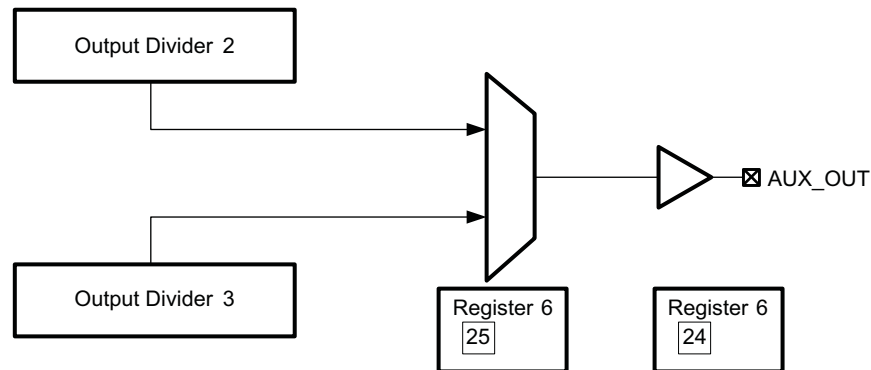 Output Divider 2
AUX_OUT
Output Divider 3
Register 6
25
Register 6
24